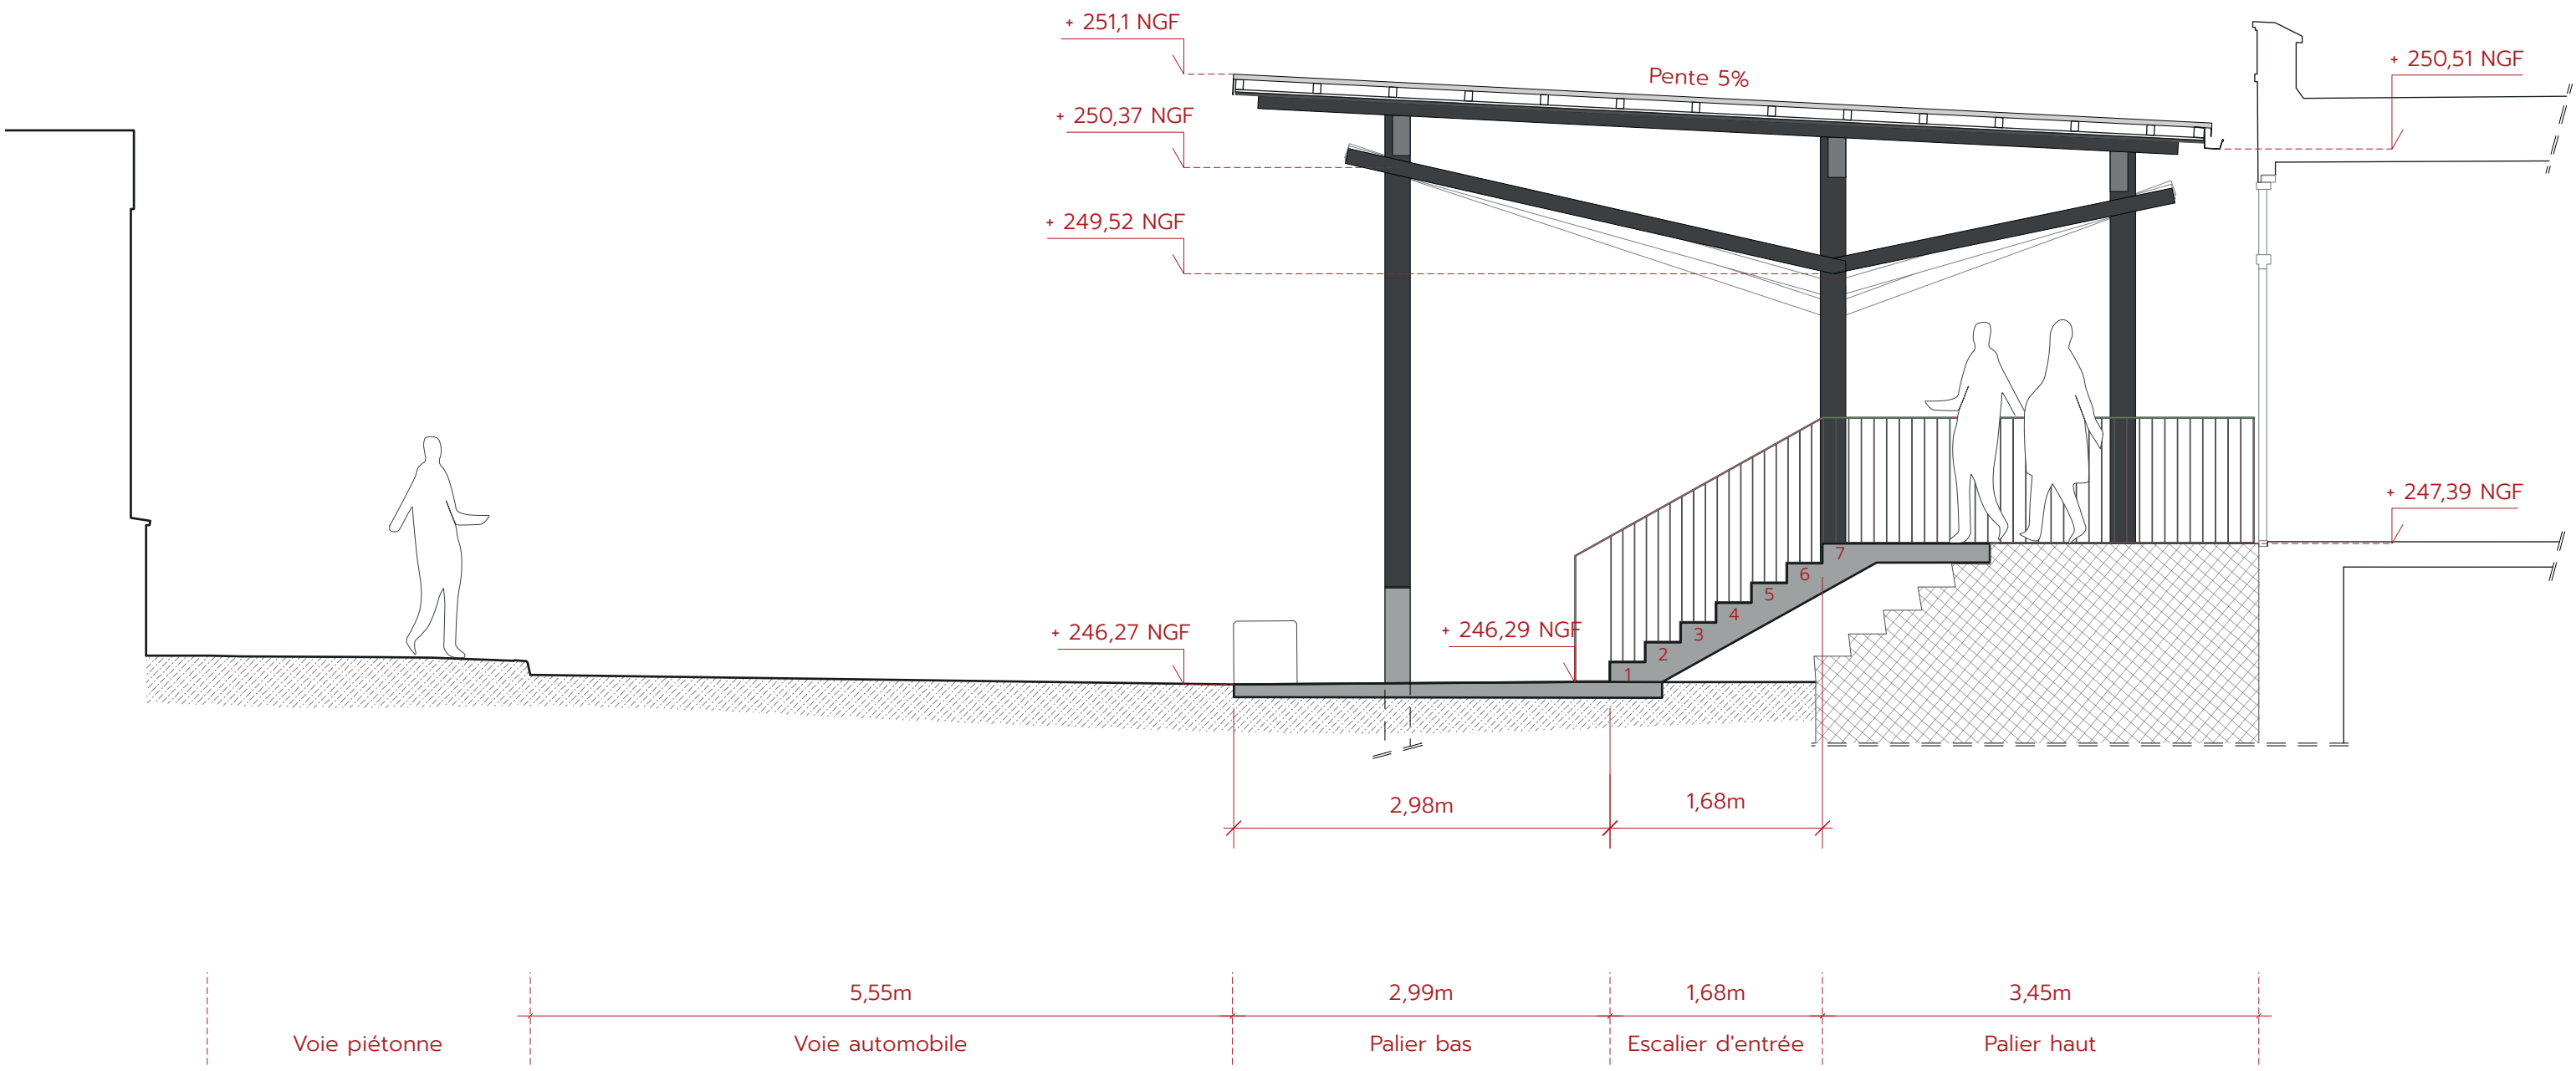 + 251,1 NGF
Pente 5%
+ 250,51 NGF
+ 250,37 NGF
+ 249,52 NGF
+ 247,39 NGF
7
6
5
4
3
2
1
+ 246,27 NGF
+ 246,29 NGF
2,98m
1,68m
5,55m
2,99m
1,68m
3,45m
Voie piétonne
Voie automobile
Palier bas
Escalier d'entrée
Palier haut